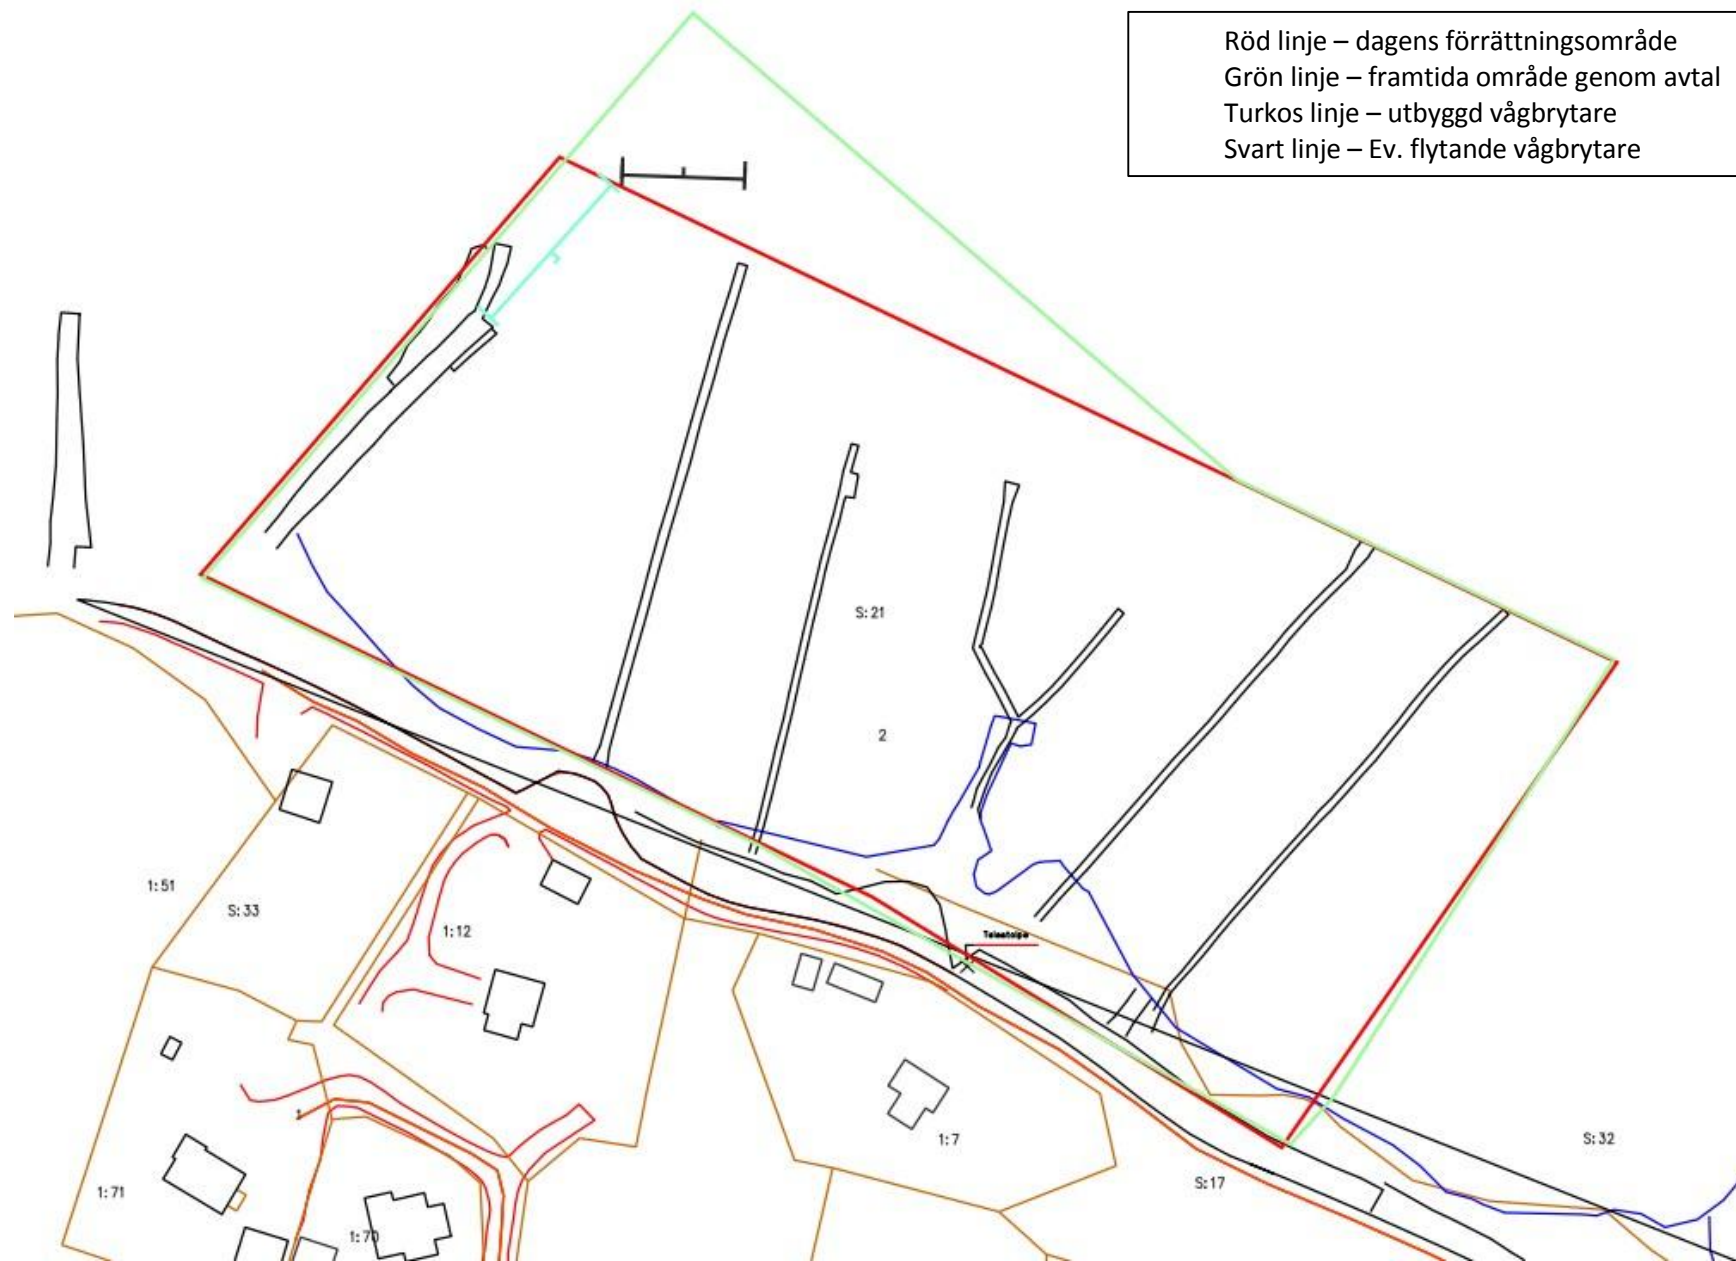 Röd linje – dagens förrättningsområde
Grön linje – framtida område genom avtal
Turkos linje – utbyggd vågbrytare
Svart linje – Ev. flytande vågbrytare
S:21
2
Telestolpe
1:51
S:33
1:12
1:7
S:32
S:17
1
1:71
1:70